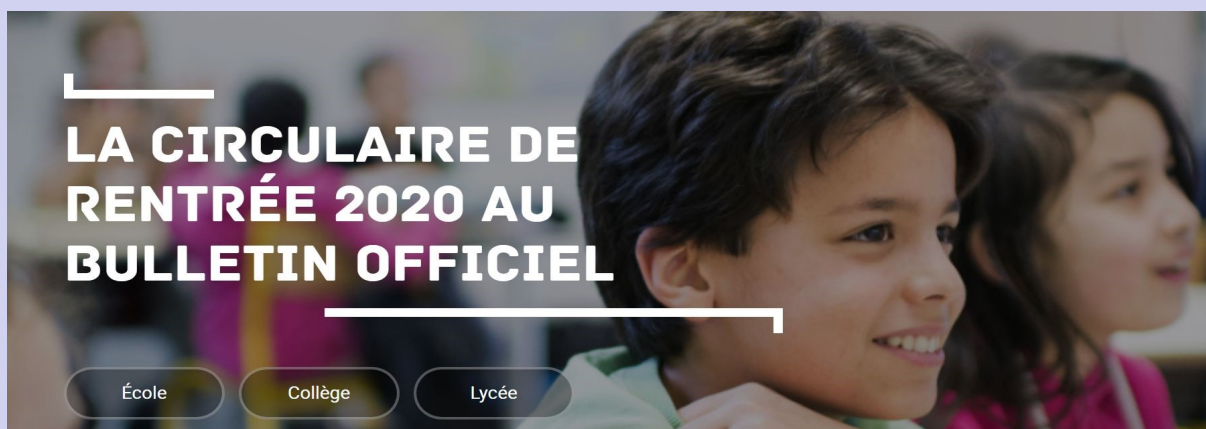 LA CIRCULAIRE DE
RENTRÉE 2020 AU
BULLETIN OFFICIEL
École Collège Lycée